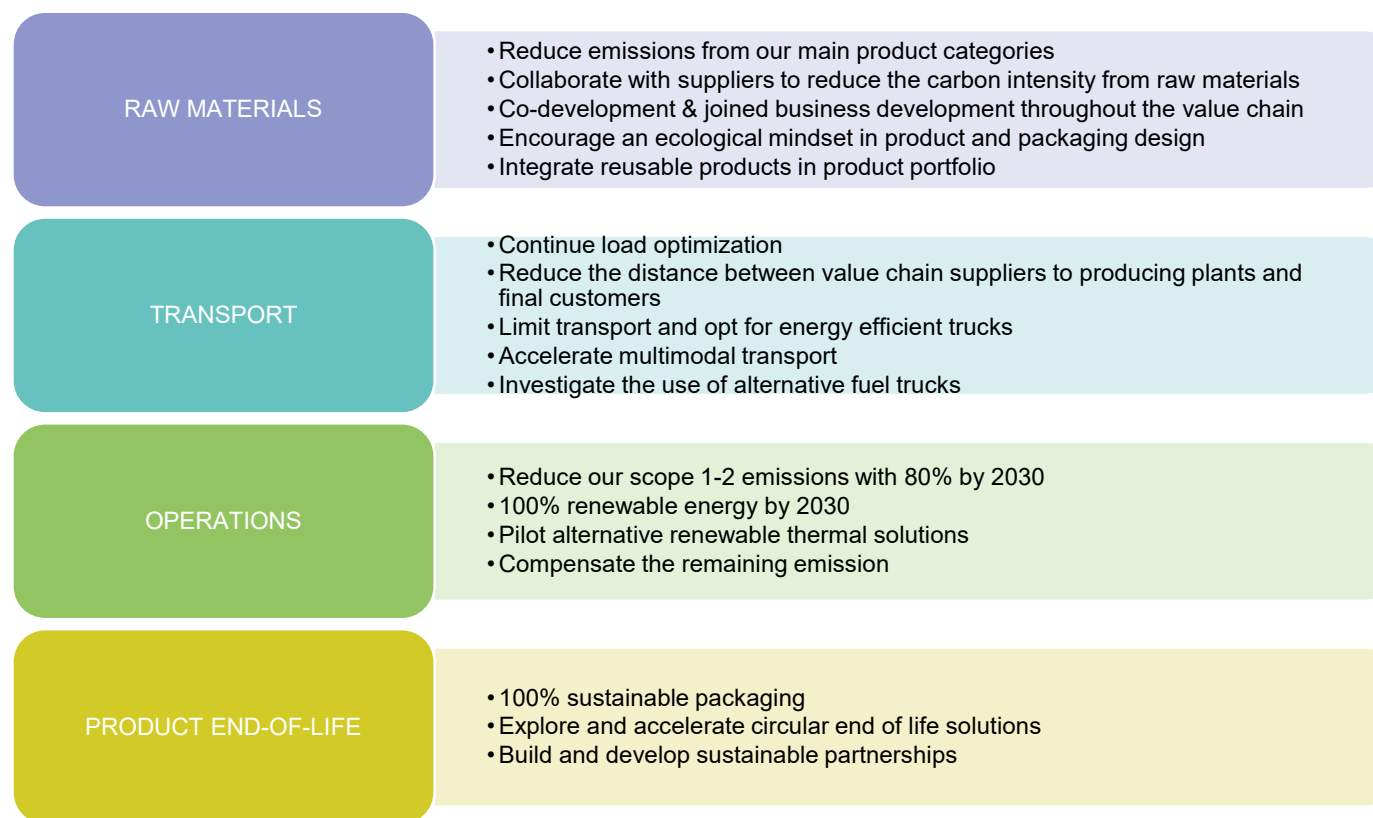 RAW MATERIALS
•Reduce emissions from our main product categories
•Collaborate with suppliers to reduce the carbon intensity from raw materials
•Co-development & joined business development throughout the value chain
•Encourage an ecological mindset in product and packaging design
•Integrate reusable products in product portfolio
TRANSPORT
•Continue load optimization
•Reduce the distance between value chain suppliers to producing plants and
final customers
•Limit transport and opt for energy efficient trucks
•Accelerate multimodal transport
•Investigate the use of alternative fuel trucks
OPERATIONS
•Reduce our scope 1-2 emissions with 80% by 2030
•100% renewable energy by 2030
•Pilot alternative renewable thermal solutions
•Compensate the remaining emission
PRODUCT END-OF-LIFE
•100% sustainable packaging
•Explore and accelerate circular end of life solutions
•Build and develop sustainable partnerships